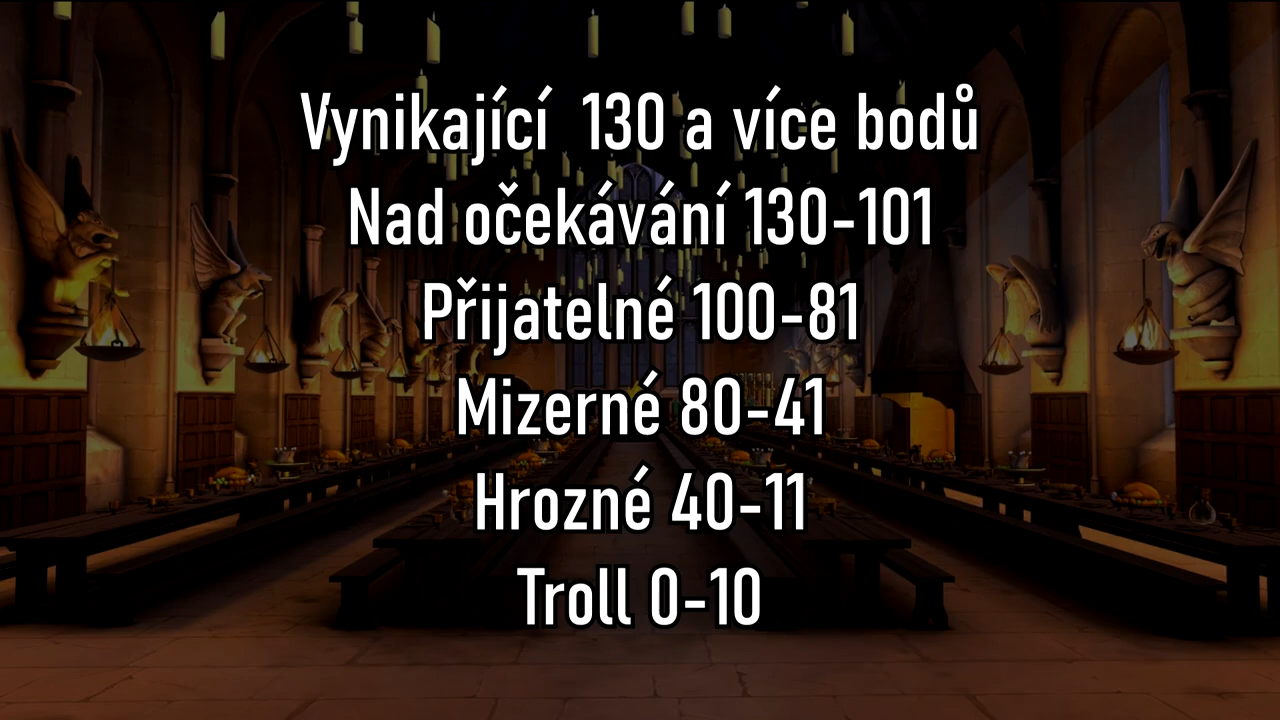 Vynikající 130 a více bodů
Nad očekávání 130-101
Přijatelné 100-81
Mizerné 80-41
Hrozné 40-11
Troll 0-10